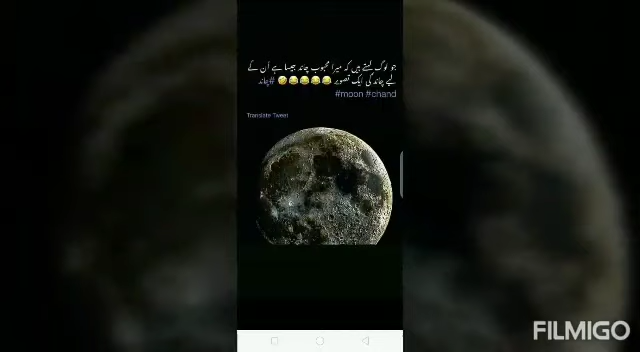 جو لوگ کہتے ہیں کہ میرا محبوب چاند جیسا ہے اُن کے
لیے چاند کی ایک تصویر 😂😂😂😂🤣 #چاند
#moon #chand
Translate Tweet
FILMIGO